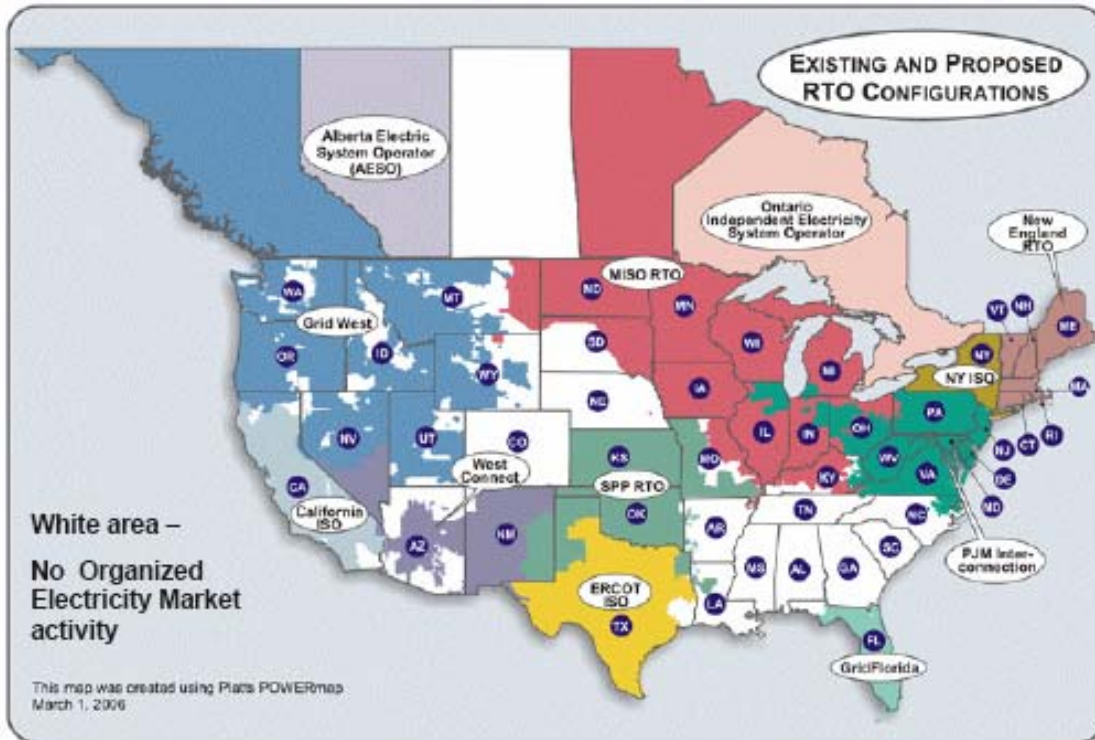 EXISTING AND PROPOSED
RTO CONFIGURATIONS
Alberta Electric
System Operator
(AESO)
Ontario
Independent Electricity
System Operator
New
England
RTO
MISO RTO
WA
MT
ND
MN
VT
NH
ME
Grid West
OR
ID
SD
WI
MI
NY
NY ISO
MA
WY
IA
NE
PA
NV
UT
CO
IL
IN
OH
NJ
CT
RI
West
Connect
KS
MO
WV
VA
DE
KY
MD
CA
SPP RTO
California
ISO
AZ
NM
OK
AR
TN
NC
SC
PJM Inter-
connection
MS
AL
GA
ERCOT
ISO
TX
LA
FL
GridFlorida
White area –
No Organized
Electricity Market
activity
This map was created using Platts POWERmap
March 1, 2006